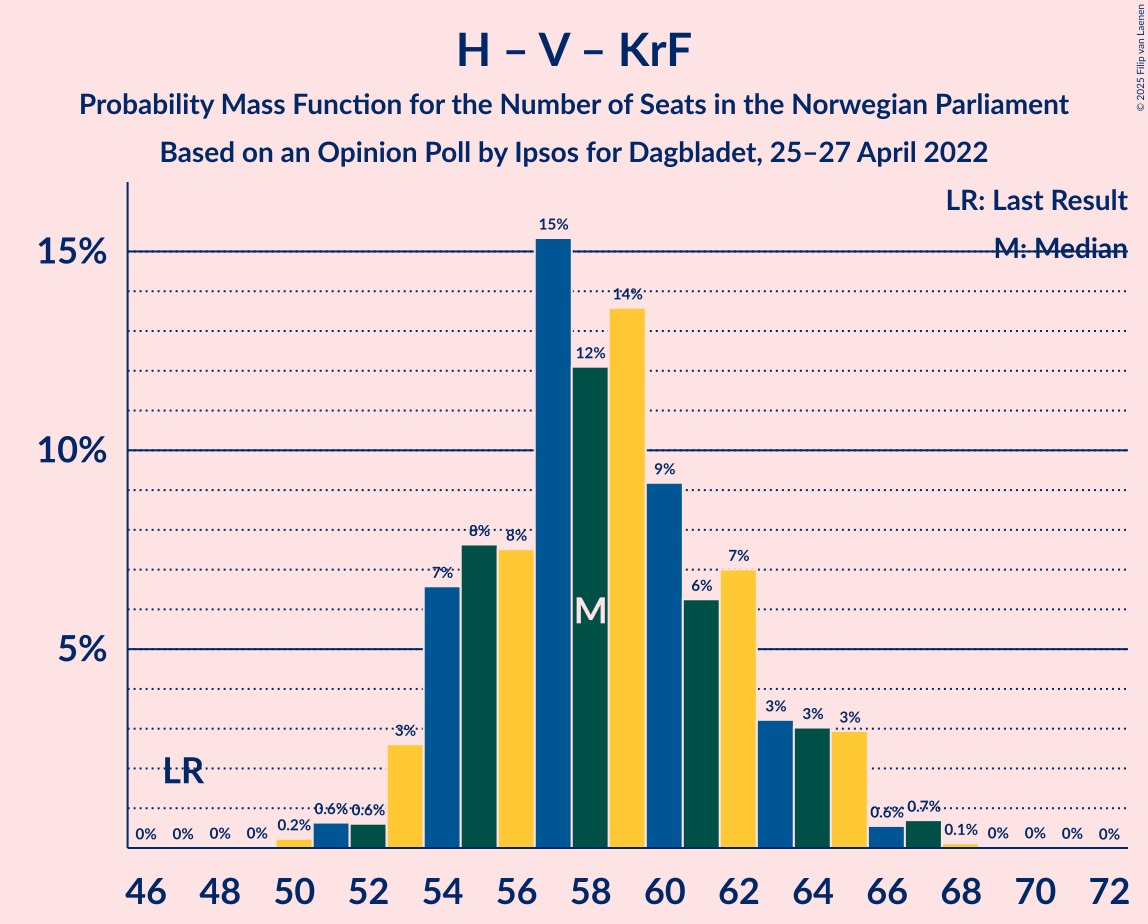 © 2025 Filip van Laenen
H – V – KrF
Probability Mass Function for the Number of Seats in the Norwegian Parliament
Based on an Opinion Poll by Ipsos for Dagbladet, 25–27 April 2022
LR: Last Result
M: Median
15%
10%
5%
LR
M
0% 0% 0% 0% 0.2% 0.6% 0.6% 3% 7% 8% 8% 15% 12% 14% 9% 6% 7% 3% 3% 3% 0.6% 0.7% 0.1% 0% 0% 0% 0%
46 48 50 52 54 56 58 60 62 64 66 68 70 72